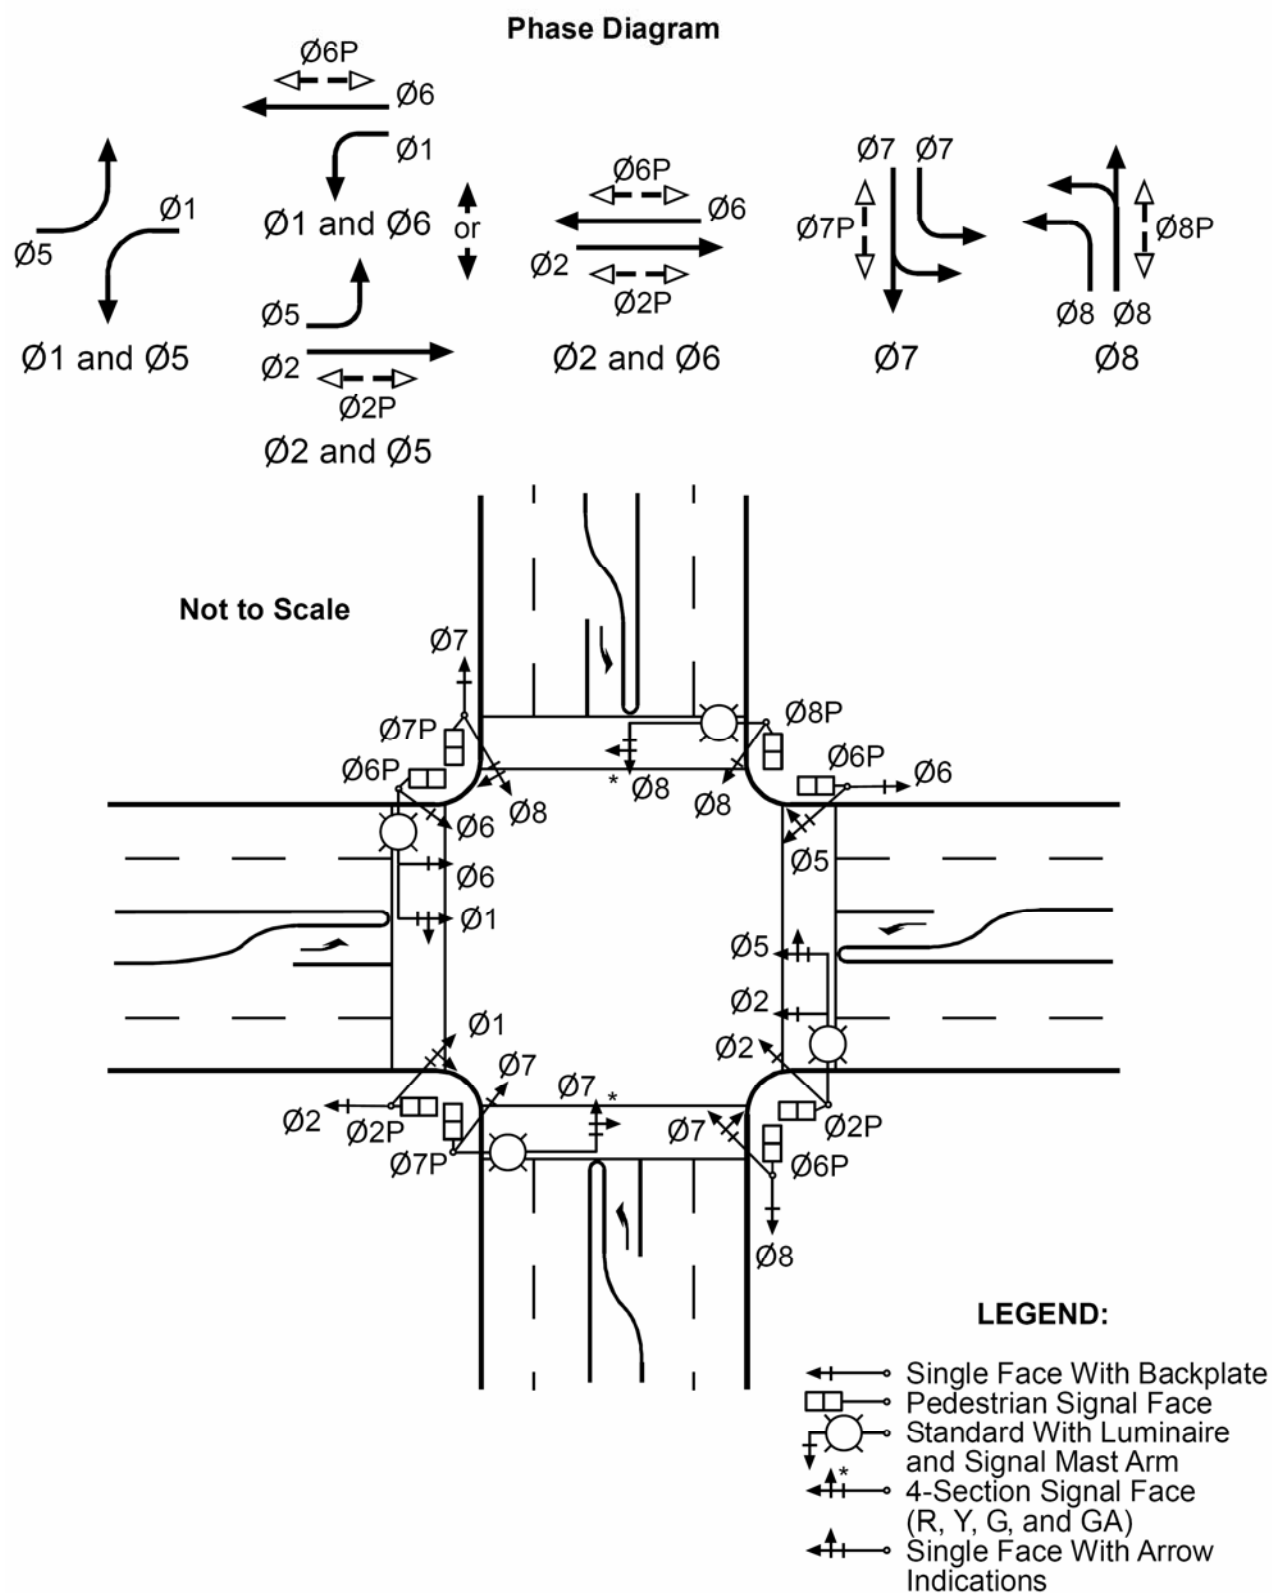 Phase Diagram
Ø6P
Ø6
Ø1
Ø1 and Ø6
or
Ø5
Ø1
Ø1 and Ø5
Ø5
Ø2
Ø2P
Ø2 and Ø5
Ø6P
Ø6
Ø2
Ø2P
Ø2 and Ø6
Ø7 Ø7
Ø7P
Ø7
Ø8P
Ø8 Ø8
Ø8
Not to Scale
Ø7
Ø7P
Ø8P
Ø6P
Ø6P
Ø6
* Ø8
Ø8
Ø8
Ø6
Ø5
Ø6
Ø1
Ø5
Ø2
Ø1
Ø2
Ø7
Ø7 *
Ø7
Ø2
Ø2P
Ø2P
Ø7P
Ø6P
Ø8
LEGEND:
Single Face With Backplate
Pedestrian Signal Face
Standard With Luminaire
and Signal Mast Arm
*
4-Section Signal Face
(R, Y, G, and GA)
Single Face With Arrow
Indications